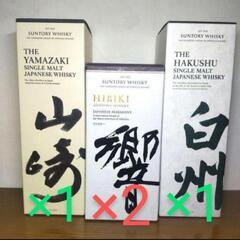 SUNTORY WHISKY
THE
YAMAZAKI
SINGLE MALT
JAPANESE WHISKY
山崎
×1
SUNTORY WHISKY
HIBIKI
JAPANESE HARMONY
響
×2
SUNTORY WHISKY
THE
HAKUSHU
SINGLE MALT
JAPANESE WHISKY
白州
×1